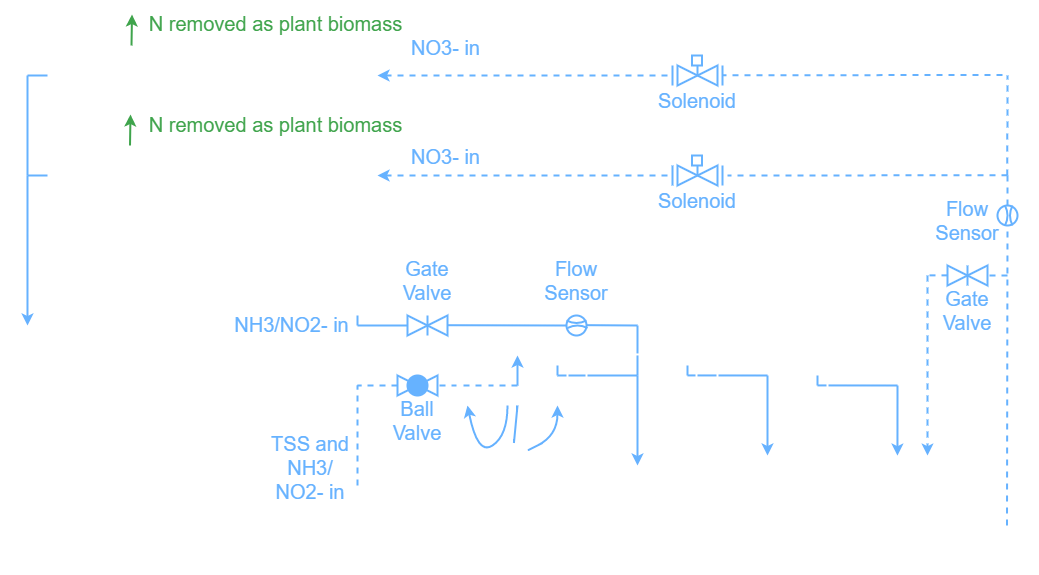 N removed as plant biomass
NO3- in
Solenoid
N removed as plant biomass
NO3- in
Solenoid
Flow
Sensor
Gate
Valve
Flow
Sensor
Gate
Valve
NH3/NO2- in
Ball
Valve
TSS and
NH3/
NO2- in